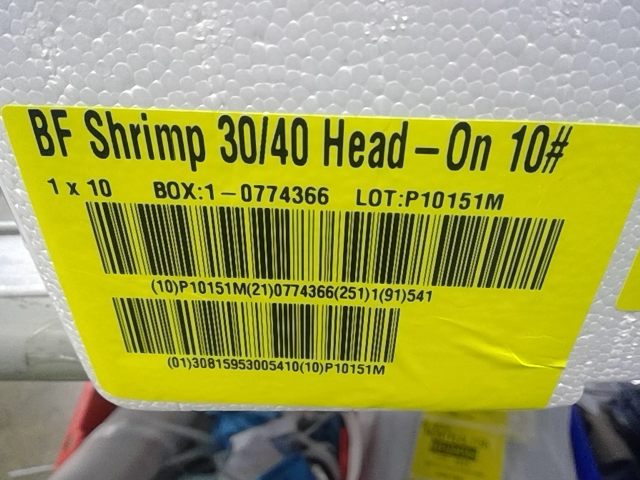 BF Shrimp 30/40 Head-On 10#
1 x 10 BOX:1-0774366 LOT:P10151M
(10)P10151M(21)0774366(251)1(91)541
(01)30815953005410(10)P10151M